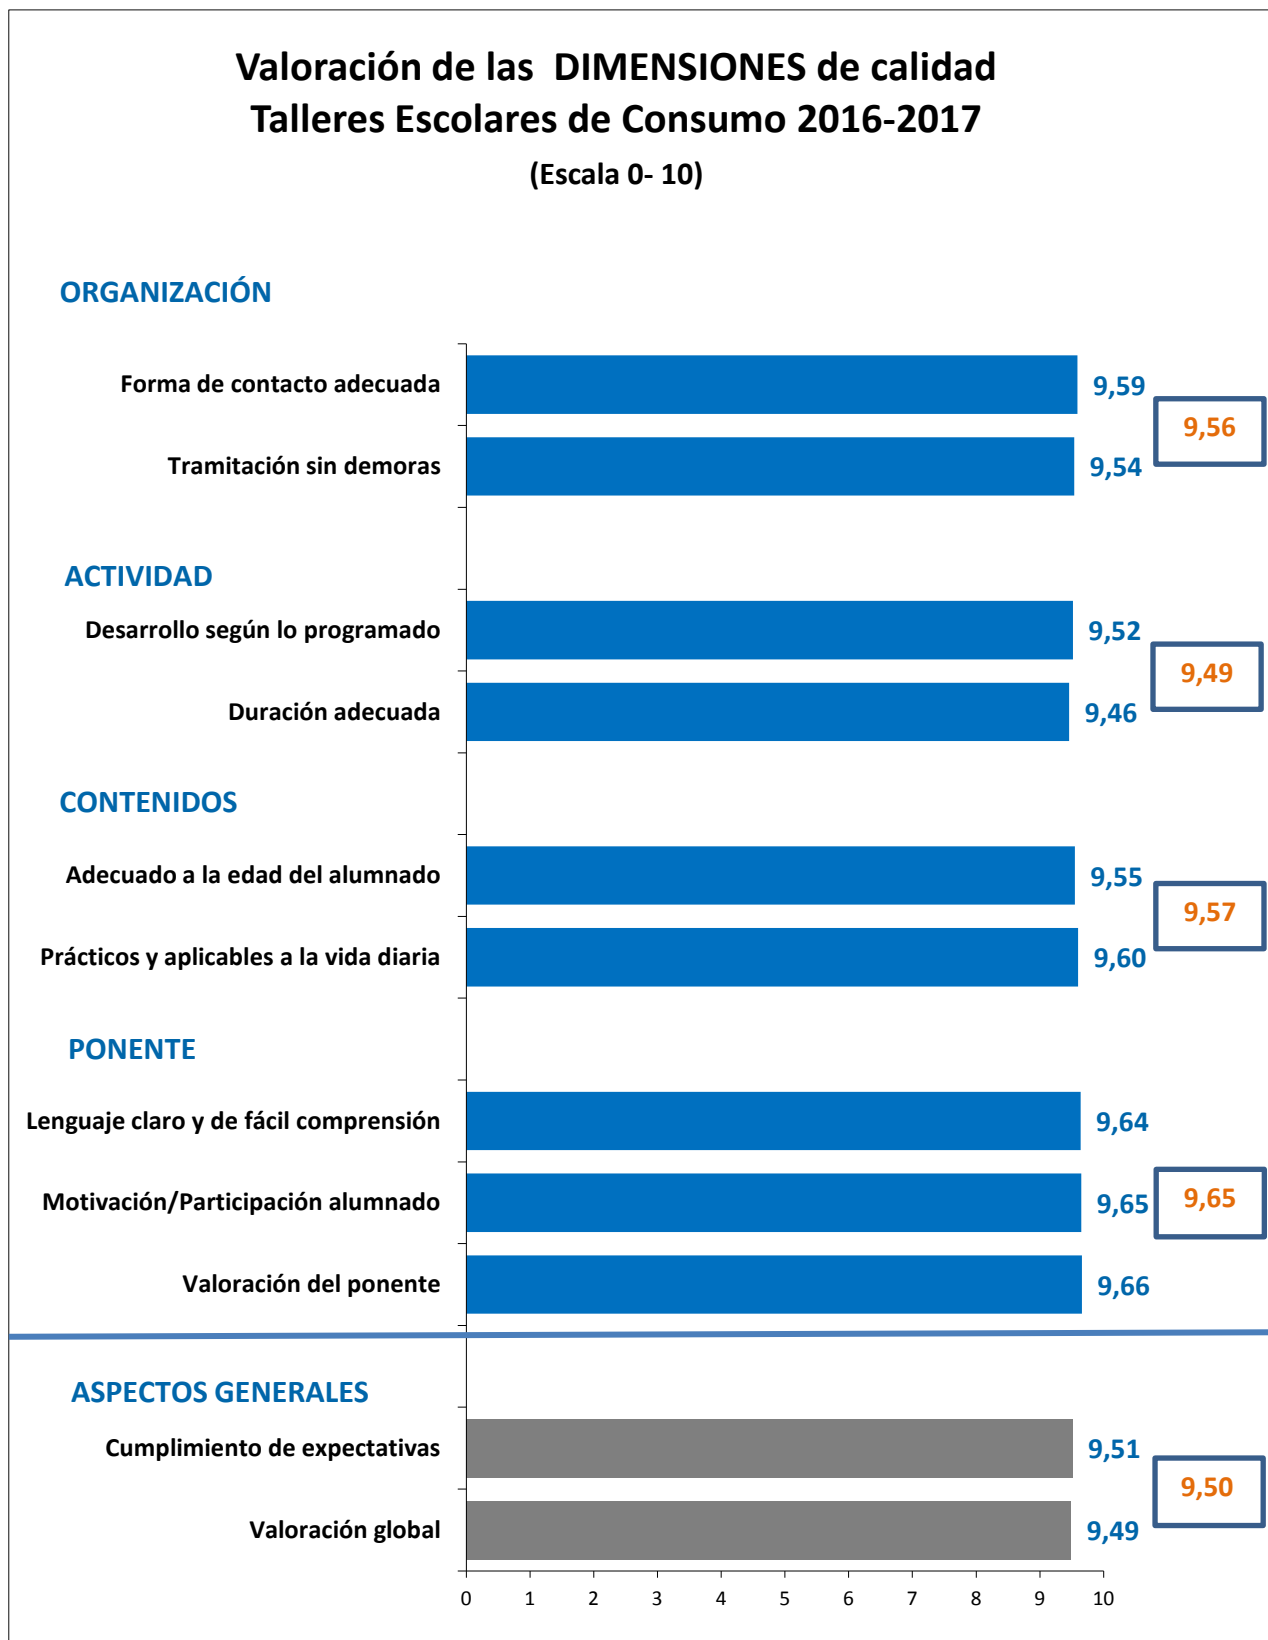 Valoración de las DIMENSIONES de calidad
Talleres Escolares de Consumo 2016-2017
(Escala 0- 10)
ORGANIZACIÓN
Forma de contacto adecuada 9,59
9,56
Tramitación sin demoras 9,54
ACTIVIDAD
Desarrollo según lo programado 9,52
9,49
Duración adecuada 9,46
CONTENIDOS
Adecuado a la edad del alumnado 9,55
9,57
Prácticos y aplicables a la vida diaria 9,60
PONENTE
Lenguaje claro y de fácil comprensión 9,64
Motivación/Participación alumnado 9,65 9,65
Valoración del ponente 9,66
ASPECTOS GENERALES
Cumplimiento de expectativas 9,51
9,50
Valoración global 9,49
0 1 2 3 4 5 6 7 8 9 10